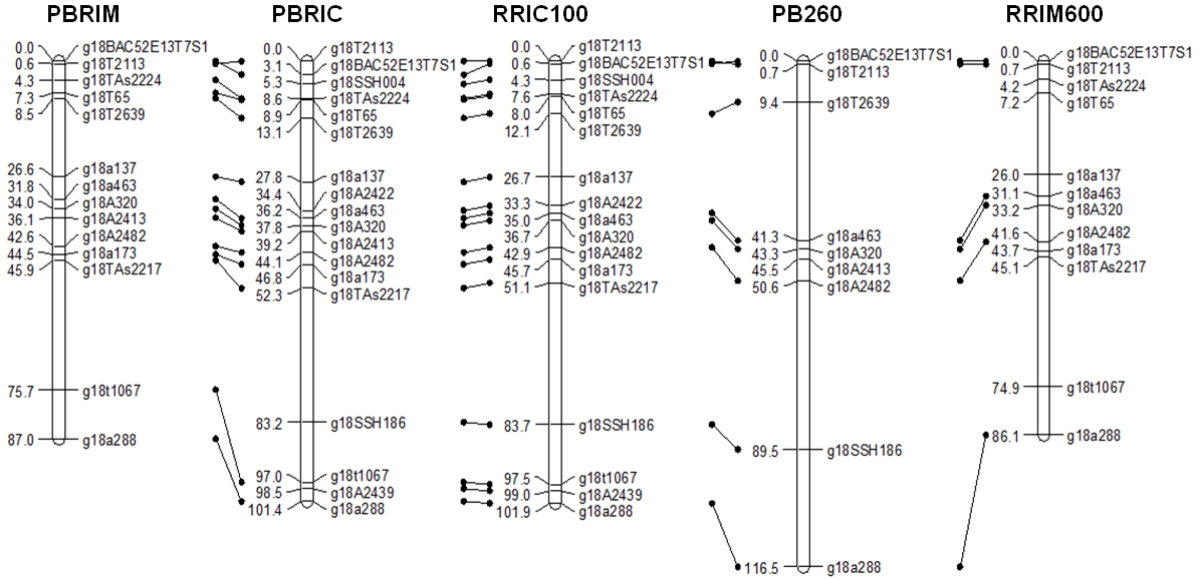 PBRIM
0.0 g18BAC52E13T7S1
0.6 g18T2113
4.3 g18TAs2224
7.3 g18T65
8.5 g18T2639
26.6 g18a137
31.8 g18a463
34.0 g18A320
36.1 g18A2413
42.6 g18A2482
44.5 g18a173
45.9 g18TAs2217
75.7 g18t1067
87.0 g18a288
PBRIC
0.0 g18T2113
3.1 g18BAC52E13T7S1
5.3 g18SSH004
8.6 g18TAs2224
8.9 g18T65
13.1 g18T2639
27.8 g18a137
34.4 g18A2422
36.2 g18a463
37.8 g18A320
39.2 g18A2413
44.1 g18A2482
46.8 g18a173
52.3 g18TAs2217
83.2 g18SSH186
97.0 g18t1067
98.5 g18A2439
101.4 g18a288
RRIC100
0.0 g18T2113
0.6 g18BAC52E13T7S1
4.3 g18SSH004
7.6 g18TAs2224
8.0 g18T65
12.1 g18T2639
26.7 g18a137
33.3 g18A2422
35.0 g18a463
36.7 g18A320
42.9 g18A2482
45.7 g18a173
51.1 g18TAs2217
83.7 g18SSH186
97.5 g18t1067
99.0 g18A2439
101.9 g18a288
PB260
0.0 g18BAC52E13T7S1
0.7 g18T2113
9.4 g18T2639
41.3 g18a463
43.3 g18A320
45.5 g18A2413
50.6 g18A2482
89.5 g18SSH186
116.5 g18a288
RRIM600
0.0 g18BAC52E13T7S1
0.7 g18T2113
4.2 g18TAs2224
7.2 g18T65
26.0 g18a137
31.1 g18a463
33.2 g18A320
41.6 g18A2482
43.7 g18a173
45.1 g18TAs2217
74.9 g18t1067
86.1 g18a288